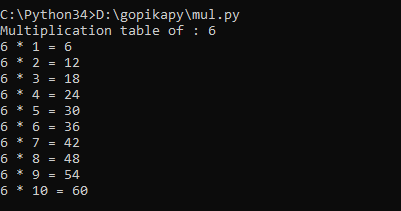 C:\Python34>D:\gopikapy\mul.py
Multiplication table of : 6
6 * 1 = 6
6 * 2 = 12
6 * 3 = 18
6 * 4 = 24
6 * 5 = 30
6 * 6 = 36
6 * 7 = 42
6 * 8 = 48
6 * 9 = 54
6 * 10 = 60